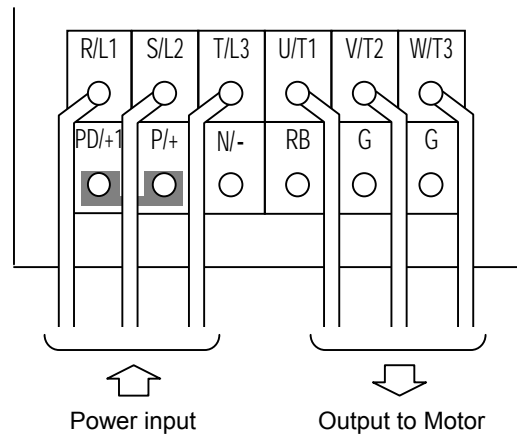 R/L1 S/L2 T/L3 U/T1 V/T2 W/T3
PD/+1 P/+ N/- RB G G
Power input Output to Motor